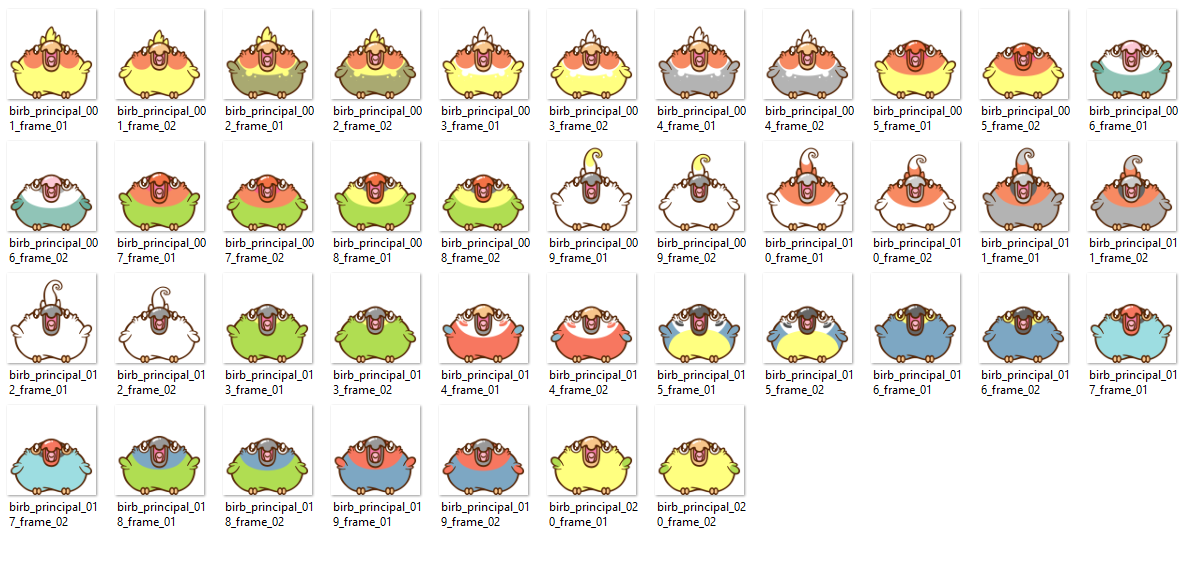 birb_principal_00
1_frame_01
birb_principal_00
1_frame_02
birb_principal_00
2_frame_01
birb_principal_00
2_frame_02
birb_principal_00
3_frame_01
birb_principal_00
3_frame_02
birb_principal_00
4_frame_01
birb_principal_00
4_frame_02
birb_principal_00
5_frame_01
birb_principal_00
5_frame_02
birb_principal_00
6_frame_01
birb_principal_00
6_frame_02
birb_principal_00
7_frame_01
birb_principal_00
7_frame_02
birb_principal_00
8_frame_01
birb_principal_00
8_frame_02
birb_principal_00
9_frame_01
birb_principal_00
9_frame_02
birb_principal_01
0_frame_01
birb_principal_01
0_frame_02
birb_principal_01
1_frame_01
birb_principal_01
1_frame_02
birb_principal_01
2_frame_01
birb_principal_01
2_frame_02
birb_principal_01
3_frame_01
birb_principal_01
3_frame_02
birb_principal_01
4_frame_01
birb_principal_01
4_frame_02
birb_principal_01
5_frame_01
birb_principal_01
5_frame_02
birb_principal_01
6_frame_01
birb_principal_01
6_frame_02
birb_principal_01
7_frame_01
birb_principal_01
7_frame_02
birb_principal_01
8_frame_01
birb_principal_01
8_frame_02
birb_principal_01
9_frame_01
birb_principal_01
9_frame_02
birb_principal_02
0_frame_01
birb_principal_02
0_frame_02